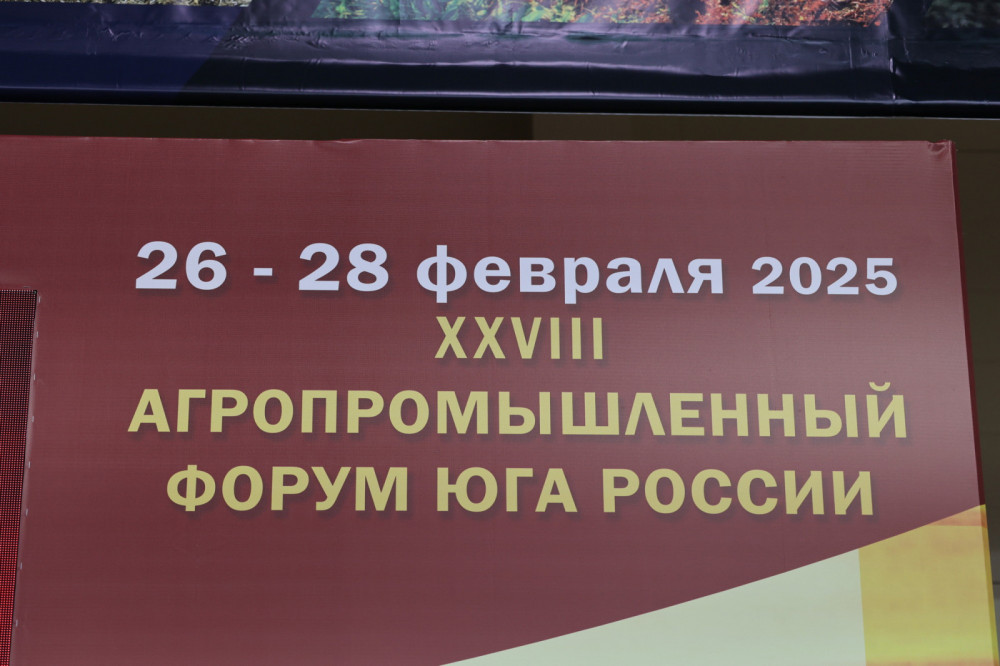 26 - 28 февраля 2025
XXVIII
АГРОПРОМЫШЛЕННЫЙ
ФОРУМ ЮГА РОССИИ